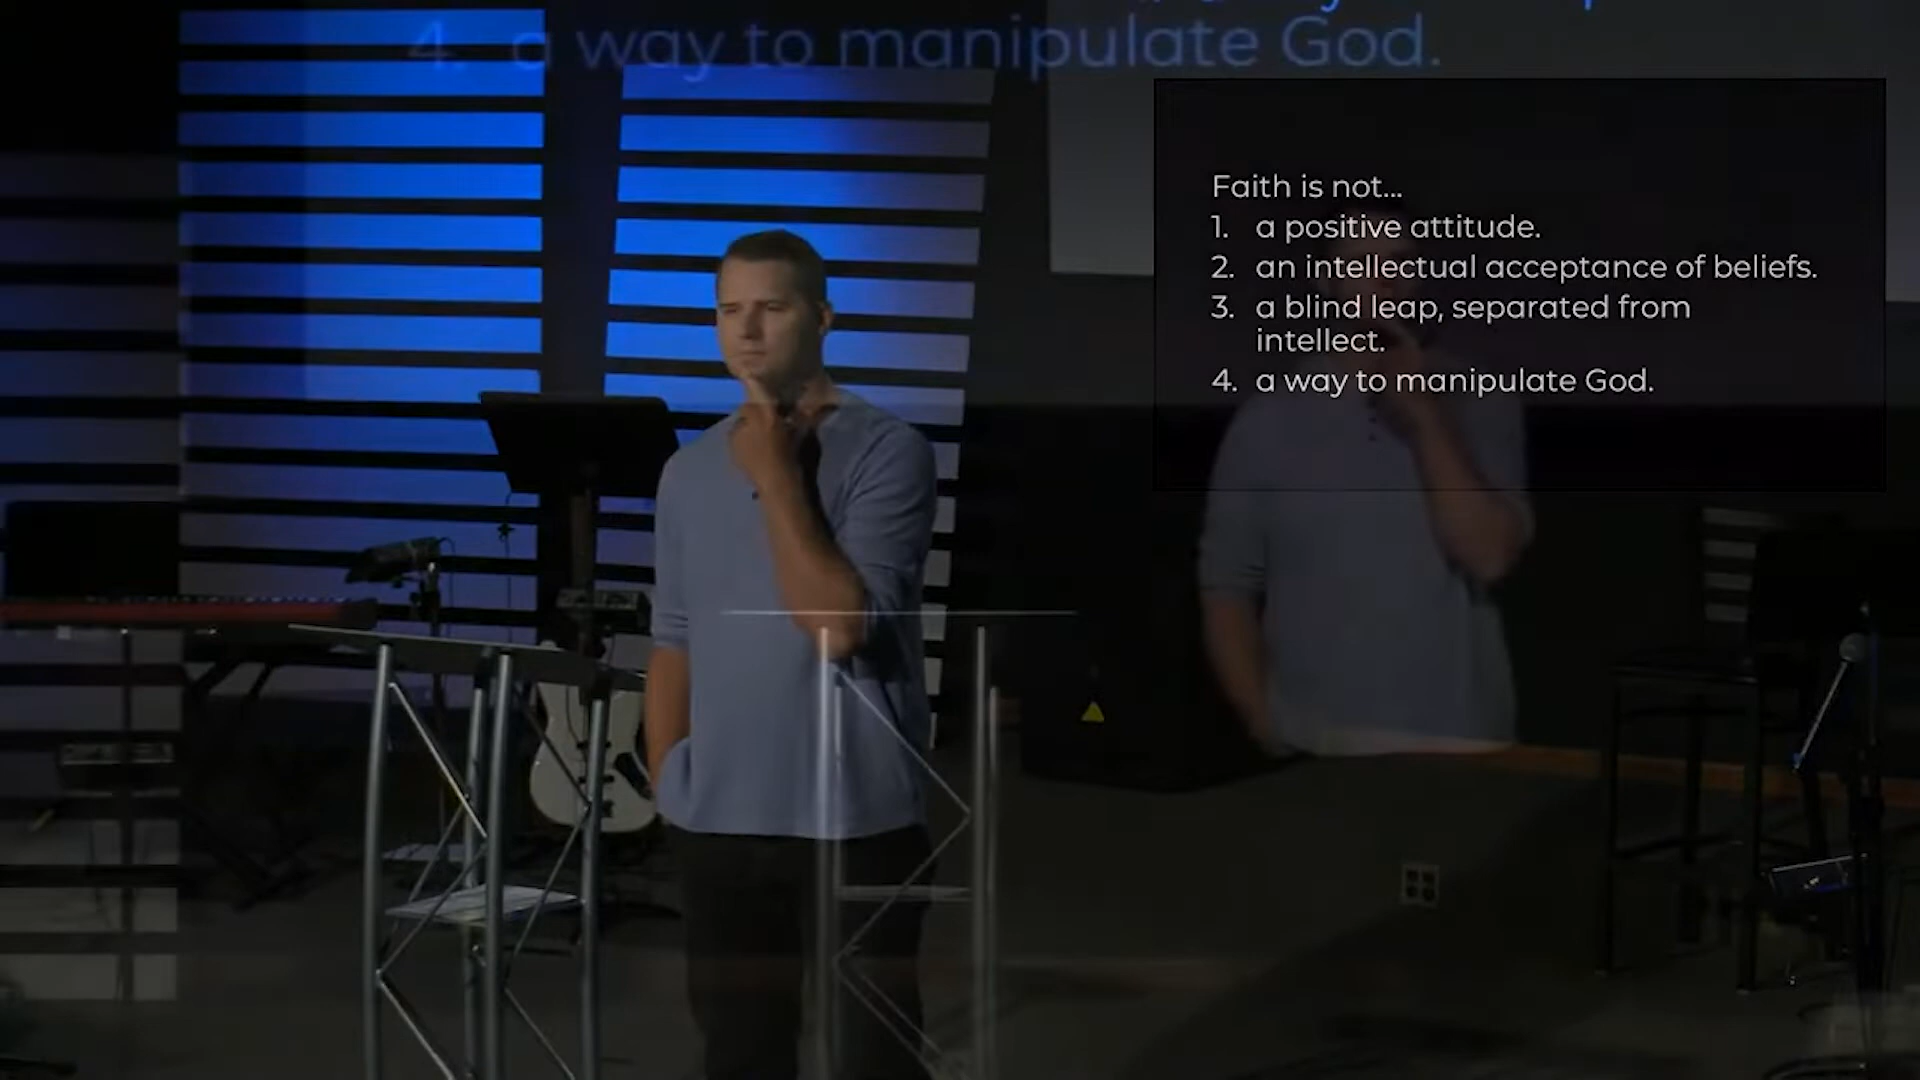 4. a way to manipulate God.
Faith is not...
1. a positive attitude.
2. an intellectual acceptance of beliefs.
3. a blind leap, separated from
intellect.
4. a way to manipulate God.